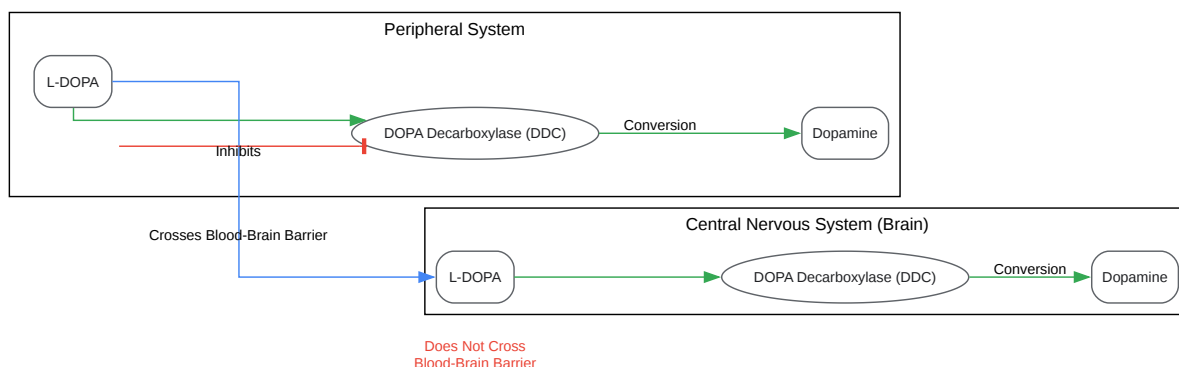 Peripheral System
L-DOPA
DOPA Decarboxylase (DDC)
Conversion
Dopamine
Inhibits
Crosses Blood-Brain Barrier
Central Nervous System (Brain)
L-DOPA
DOPA Decarboxylase (DDC)
Conversion
Dopamine
Does Not Cross
Blood-Brain Barrier